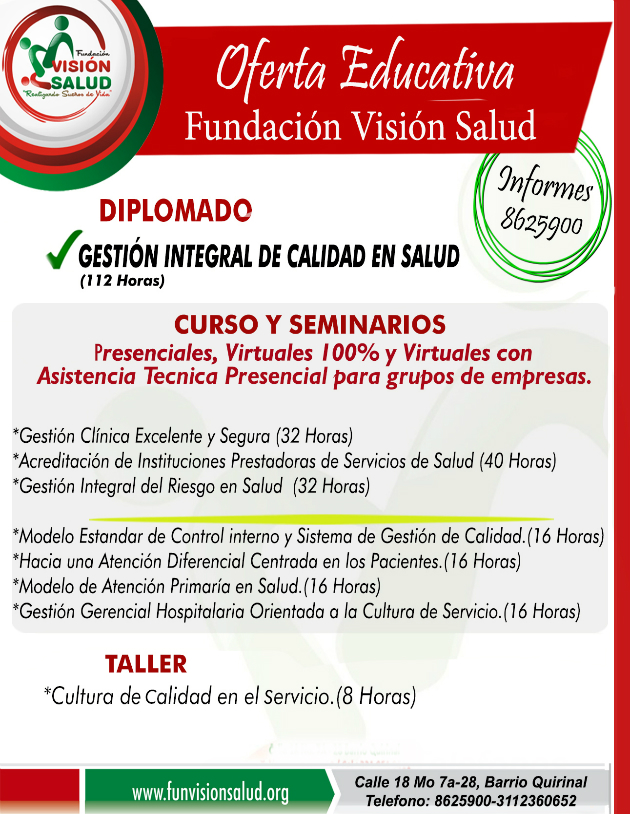 Fundación
VISIÓN
SALUD
"Realizando Sueños de Vida"
Oferta Educativa
Fundación Visión Salud
Informes
8625900
DIPLOMADO
GESTIÓN INTEGRAL DE CALIDAD EN SALUD
(112 Horas)
CURSO Y SEMINARIOS
Presenciales, Virtuales 100% y Virtuales con
Asistencia Tecnica Presencial para grupos de empresas.
*Gestión Clínica Excelente y Segura (32 Horas)
*Acreditación de Instituciones Prestadoras de Servicios de Salud (40 Horas)
*Gestión Integral del Riesgo en Salud (32 Horas)
*Modelo Estandar de Control interno y Sistema de Gestión de Calidad.(16 Horas)
*Hacia una Atención Diferencial Centrada en los Pacientes.(16 Horas)
*Modelo de Atención Primaría en Salud.(16 Horas)
*Gestión Gerencial Hospitalaria Orientada a la Cultura de Servicio.(16 Horas)
TALLER
*Cultura de Calidad en el Servicio.(8 Horas)
www.funvisionsalud.org
Calle 18 Mo 7a-28, Barrio Quirinal
Telefono: 8625900-3112360652